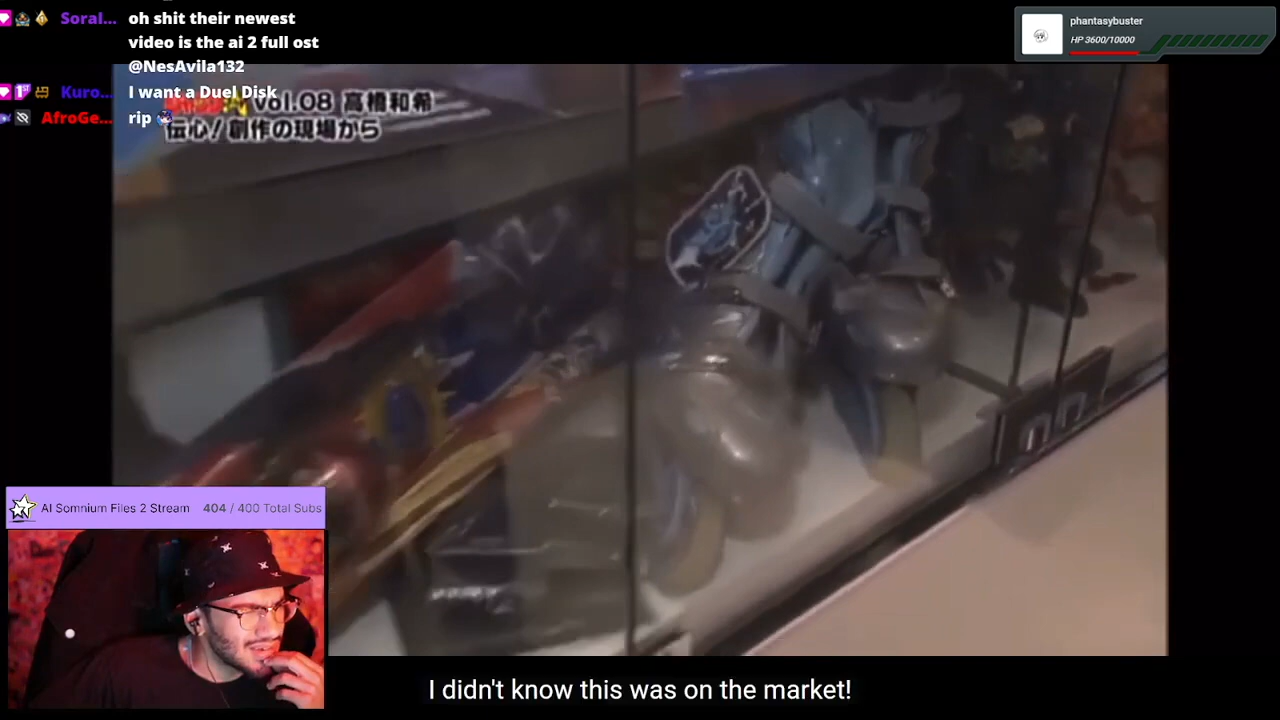 Soral... oh shit their newest
video is the ai 2 full ost
@NesAvila132
Kuro... I want a Duel Disk
AfroGe... rip
phantasybuster
HP 3600/10000
vol.08 高橋和希
伝心!創作の現場から
AI Somnium Files 2 Stream 404 / 400 Total Subs
I didn't know this was on the market!